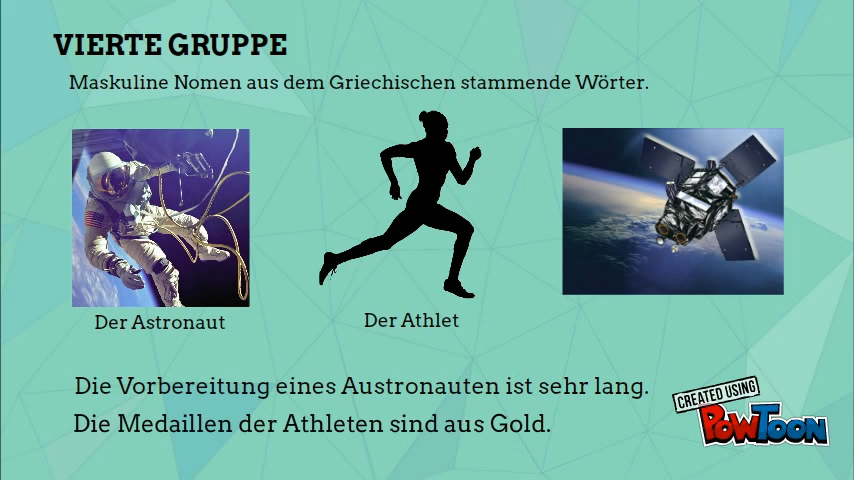 VIERTE GRUPPE
Maskuline Nomen aus dem Griechischen stammende Wörter.
Der Astronaut
Der Athlet
Die Vorbereitung eines Austronauten ist sehr lang.
Die Medaillen der Athleten sind aus Gold.
CREATED USING
POWTOON